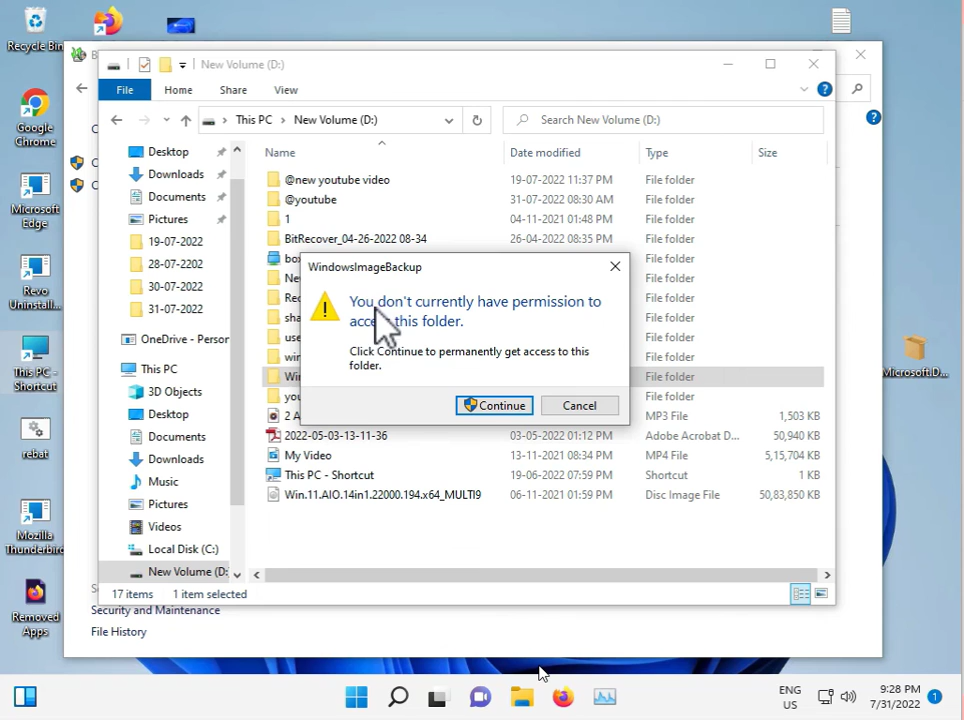 Recycle Bin
Google
Chrome
Microsoft
Edge
Revo
Uninstall...
This PC -
Shortcut
rebat
Mozilla
Thunderbird
Removed
Apps
Microsoft.D...
New Volume (D:)
File
Home
Share
View
This PC
New Volume (D:)
Search New Volume (D:)
Name
Date modified
Type
Size
Desktop
Downloads
Documents
Pictures
19-07-2022
28-07-2202
30-07-2022
31-07-2022
OneDrive - Person
This PC
3D Objects
Desktop
Documents
Downloads
Music
Pictures
Videos
Local Disk (C:)
New Volume (D:
@new youtube video 19-07-2022 11:37 PM File folder
@youtube 31-07-2022 08:30 AM File folder
1 04-11-2021 01:48 PM File folder
BitRecover_04-26-2022 08-34 26-04-2022 08:35 PM File folder
File folder
File folder
File folder
File folder
File folder
File folder
File folder
File folder
MP3 File 1,503 KB
2022-05-03-13-11-36 03-05-2022 01:12 PM Adobe Acrobat D... 50,940 KB
My Video 13-11-2021 08:34 PM MP4 File 5,15,704 KB
This PC - Shortcut 19-06-2022 07:59 PM Shortcut 1 KB
Win.11.AIO.14in1.22000.194.x64_MULTI9 06-11-2021 01:59 PM Disc Image File 50,83,850 KB
WindowsImageBackup
You don't currently have permission to
this folder.
Click Continue to permanently get access to this
folder.
Continue
Cancel
17 items 1 item selected
Security and Maintenance
File History
ENG
US
9:28 PM
7/31/2022
1